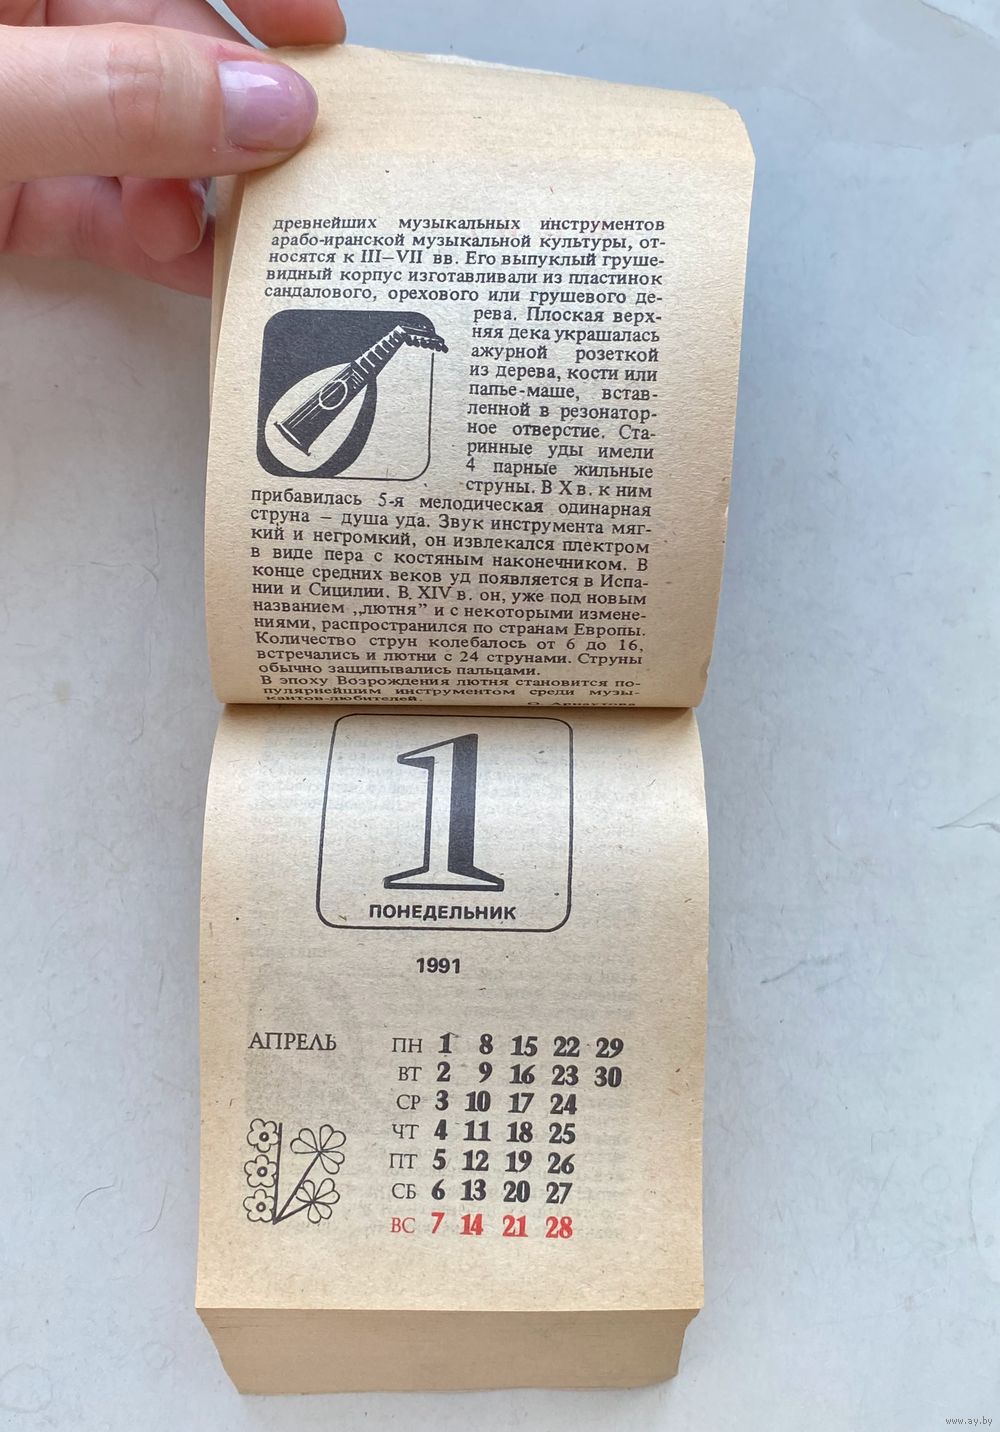 древнейших музыкальных инструментов
арабо-иранской музыкальной культуры, от-
носятся к III–VII вв. Его выпуклый груше-
видный корпус изготавливали из пластинок
сандалового, орехового или грушевого де-
рева. Плоская верх-
няя дека украшалась
ажурной розеткой
из дерева, кости или
папье-маше, встав-
ленной в резонатор-
ное отверстие. Ста-
ринные уды имели
4 парные жильные
струны. В X в. к ним
прибавилась 5-я мелодическая одинарная
струна – душа уда. Звук инструмента мяг-
кий и негромкий, он извлекался плектром
в виде пера с костяным наконечником. В
конце средних веков уд появляется в Испа-
нии и Сицилии. В XIV в. он, уже под новым
названием „лютня” и с некоторыми измене-
ниями, распространился по странам Европы.
Количество струн колебалось от 6 до 16,
встречались и лютни с 24 струнами. Струны
обычно защипывались пальцами.
В эпоху Возрождения лютня становится по-
пулярнейшим инструментом среди музы-
кантов-любителей.
О. Арнаутова
1
ПОНЕДЕЛЬНИК
1991
АПРЕЛЬ
ПН 1 8 15 22 29
ВТ 2 9 16 23 30
СР 3 10 17 24
ЧТ 4 11 18 25
ПТ 5 12 19 26
СБ 6 13 20 27
ВС 7 14 21 28
www.ay.by